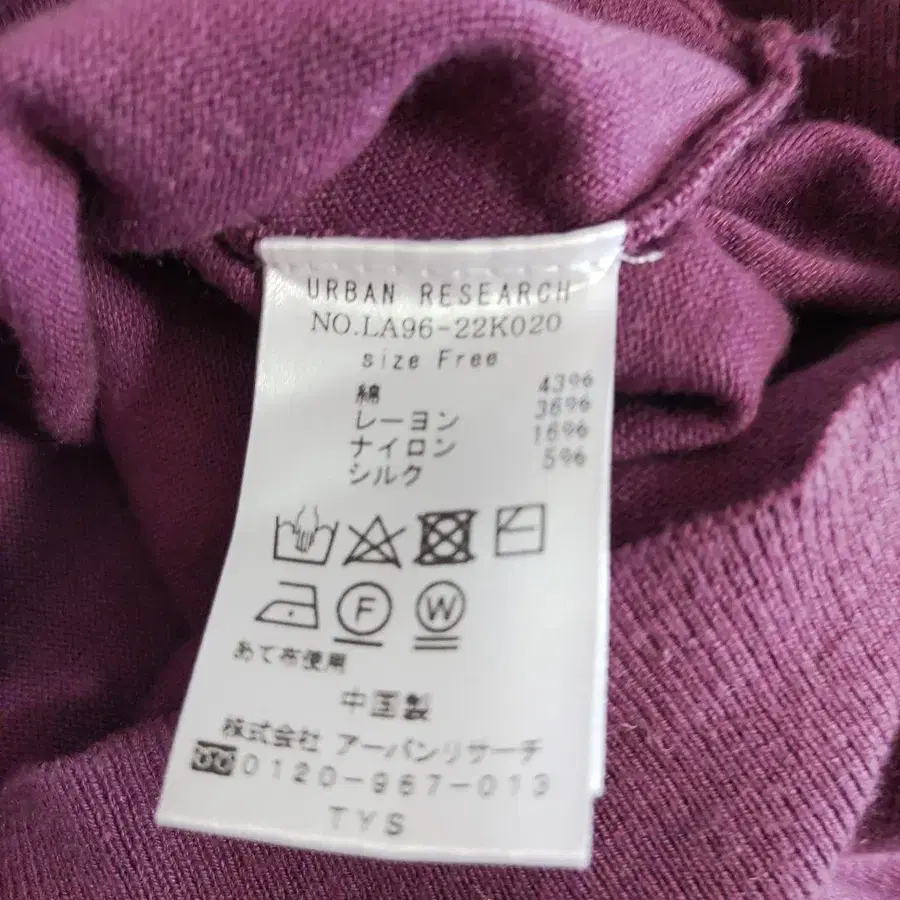 URBAN RESEARCH
NO.LA96-22K020
size Free
綿 43%
レーヨン 36%
ナイロン 16%
シルク 5%
F W
あて布使用
中国製
株式会社 アーバンリサーチ
0120-967-013
TYS